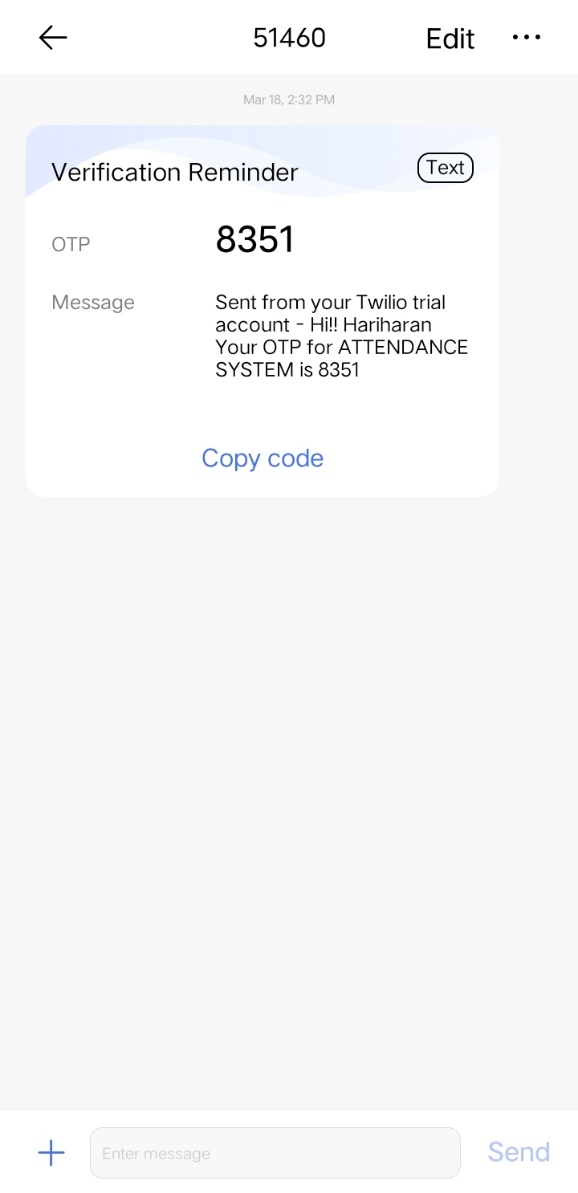 51460
Edit
Mar 18, 2:32 PM
Verification Reminder
Text
OTP
8351
Message
Sent from your Twilio trial
account - Hi!! Hariharan
Your OTP for ATTENDANCE
SYSTEM is 8351
Copy code
Enter message
Send